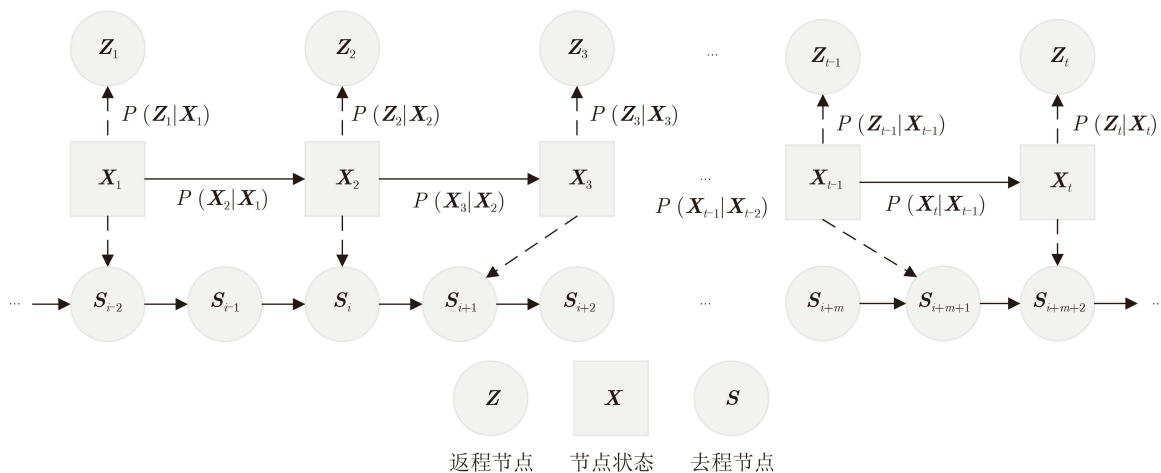 Z₁ Z₂ Z₃ ... Zₜ₋₁ Zₜ
P (Z₁|X₁) P (Z₂|X₂) P (Z₃|X₃) P (Zₜ₋₁|Xₜ₋₁) P (Zₜ|Xₜ)
X₁ X₂ X₃ ... Xₜ₋₁ Xₜ
P (X₂|X₁) P (X₃|X₂) P (Xₜ₋₁|Xₜ₋₂) P (Xₜ|Xₜ₋₁)
... Sᵢ₋₂ Sᵢ₋₁ Sᵢ Sᵢ₊₁ Sᵢ₊₂ ... Sᵢ₊ₘ Sᵢ₊ₘ₊₁ Sᵢ₊ₘ₊₂ ...
Z X S
返程节点 节点状态 去程节点